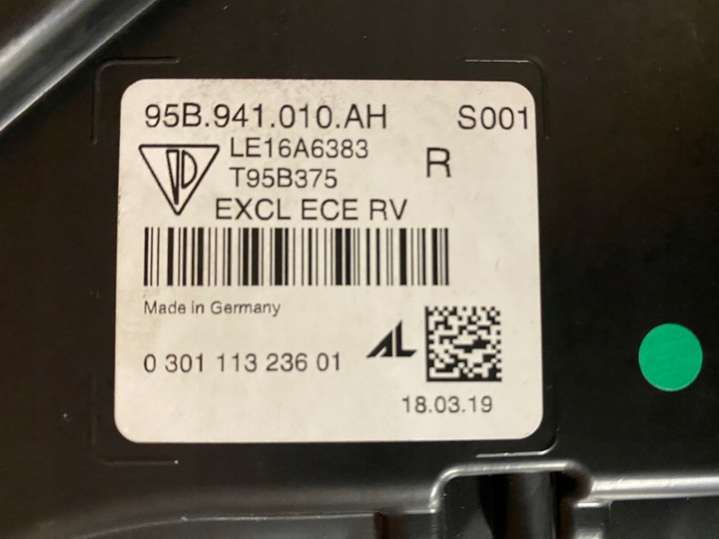 95B.941.010.AH S001
LE16A6383
T95B375 R
EXCL ECE RV
Made in Germany
0 301 113 236 01 AL
18.03.19